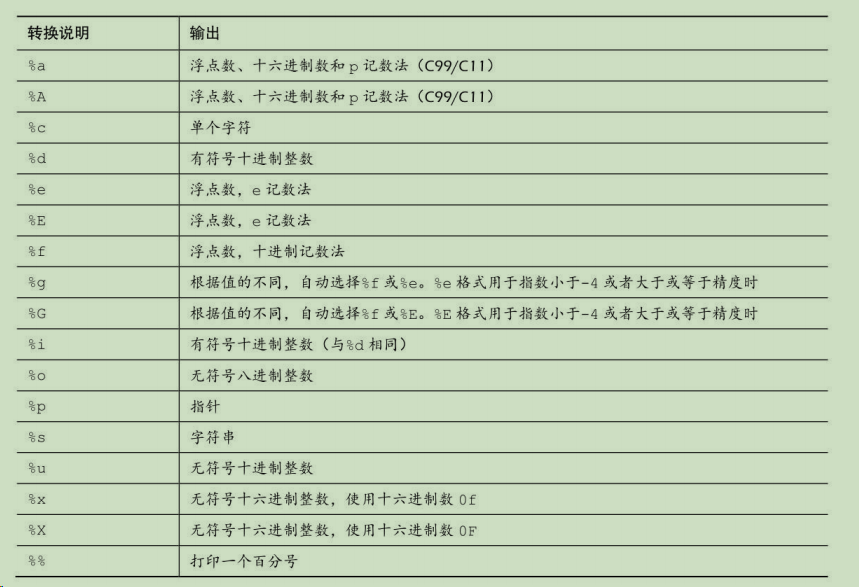 转换说明 输出
%a 浮点数、十六进制数和 p 记数法（C99/C11）
%A 浮点数、十六进制数和 p 记数法（C99/C11）
%c 单个字符
%d 有符号十进制整数
%e 浮点数，e 记数法
%E 浮点数，e 记数法
%f 浮点数，十进制记数法
%g 根据值的不同，自动选择%f 或%e。%e 格式用于指数小于-4 或者大于或等于精度时
%G 根据值的不同，自动选择%f 或%E。%E 格式用于指数小于-4 或者大于或等于精度时
%i 有符号十进制整数（与%d 相同）
%o 无符号八进制整数
%p 指针
%s 字符串
%u 无符号十进制整数
%x 无符号十六进制整数，使用十六进制数 0f
%X 无符号十六进制整数，使用十六进制数 0F
%% 打印一个百分号